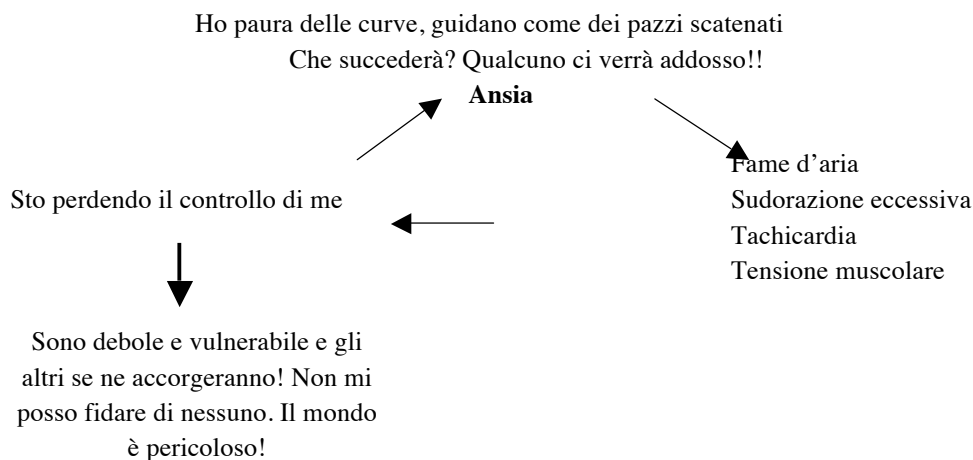 Ho paura delle curve, guidano come dei pazzi scatenati
Che succederà? Qualcuno ci verrà addosso!!
Ansia
Fame d’aria
Sto perdendo il controllo di me
Sudorazione eccessiva
Tachicardia
Tensione muscolare
Sono debole e vulnerabile e gli
altri se ne accorgeranno! Non mi
posso fidare di nessuno. Il mondo
è pericoloso!